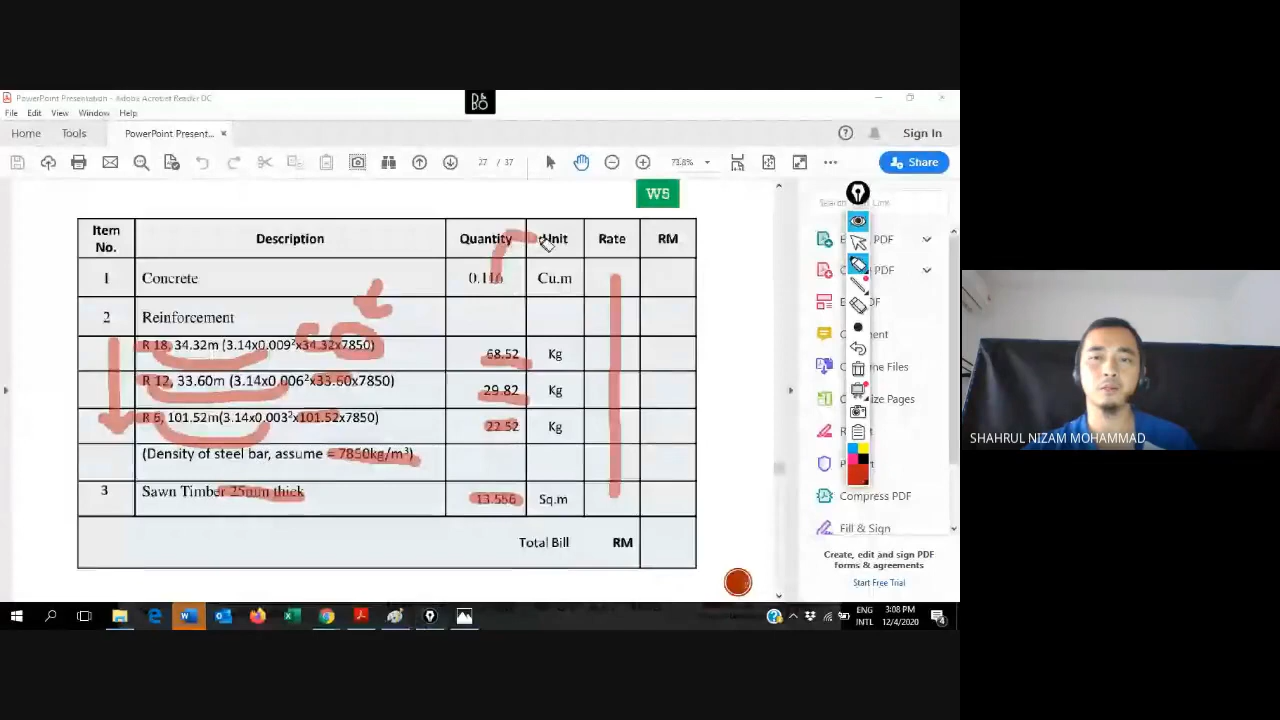 PowerPoint Presentation - Adobe Acrobat Reader DC
B&O
File Edit View Window Help
Home Tools PowerPoint Present... × Sign In
27 / 37 73.8% Share
W5
Search
PDF
PDF
Item No. Description Quantity Unit Rate RM
1 Concrete 0.116 Cu.m
2 Reinforcement
R 18, 34.32m (3.14x0.009²x34.32x7850) 68.52 Kg
R 12, 33.60m (3.14x0.006²x33.60x7850) 29.82 Kg
R 6, 101.52m(3.14x0.003²x101.52x7850) 22.52 Kg
(Density of steel bar, assume = 7850kg/m³)
3 Sawn Timber 25mm thick 13.556 Sq.m
Total Bill RM
Compress PDF
Fill & Sign
Create, edit and sign PDF
forms & agreements
Start Free Trial
SHAHRUL NIZAM MOHAMMAD
ENG 3:08 PM
INTL 12/4/2020 4